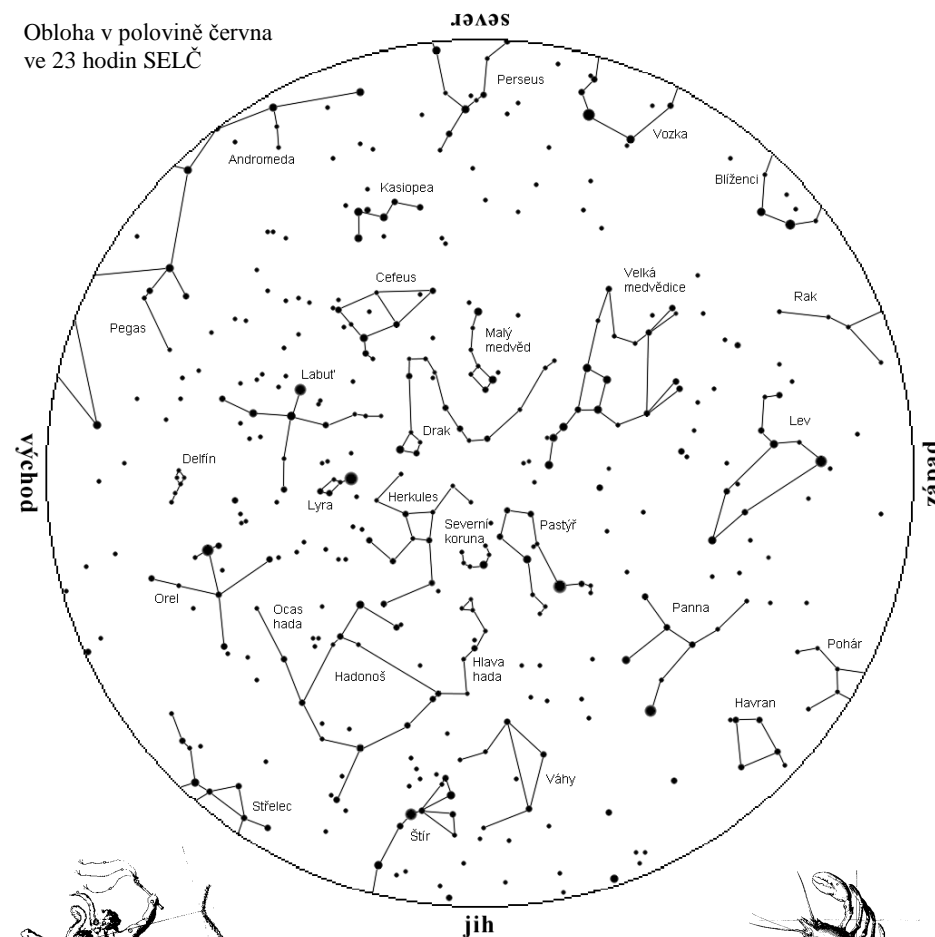 Obloha v polovině června
ve 23 hodin SELČ
sever
Perseus
Vozka
Andromeda
Blíženci
Kasiopea
Cefeus
Velká
medvědice
Rak
Pegas
Malý
medvěd
Labuť
Drak
Lev
východ
západ
Delfín
Lyra
Herkules
Severní
koruna
Pastýř
Orel
Ocas
hada
Panna
Hadonoš
Hlava
hada
Pohár
Havran
Střelec
Štír
Váhy
jih